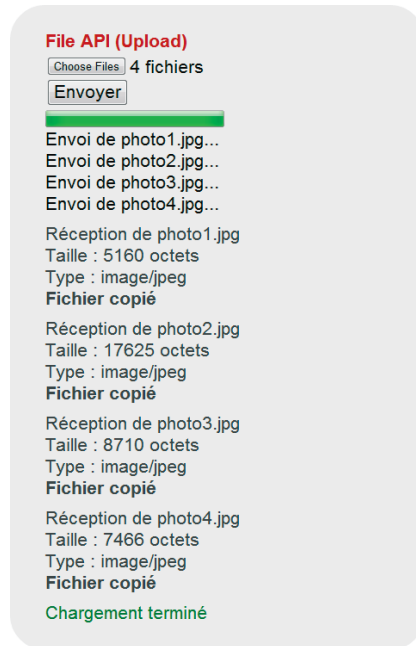 File API (Upload)
Choose Files 4 fichiers
Envoyer
Envoi de photo1.jpg...
Envoi de photo2.jpg...
Envoi de photo3.jpg...
Envoi de photo4.jpg...
Réception de photo1.jpg
Taille : 5160 octets
Type : image/jpeg
Fichier copié
Réception de photo2.jpg
Taille : 17625 octets
Type : image/jpeg
Fichier copié
Réception de photo3.jpg
Taille : 8710 octets
Type : image/jpeg
Fichier copié
Réception de photo4.jpg
Taille : 7466 octets
Type : image/jpeg
Fichier copié
Chargement terminé